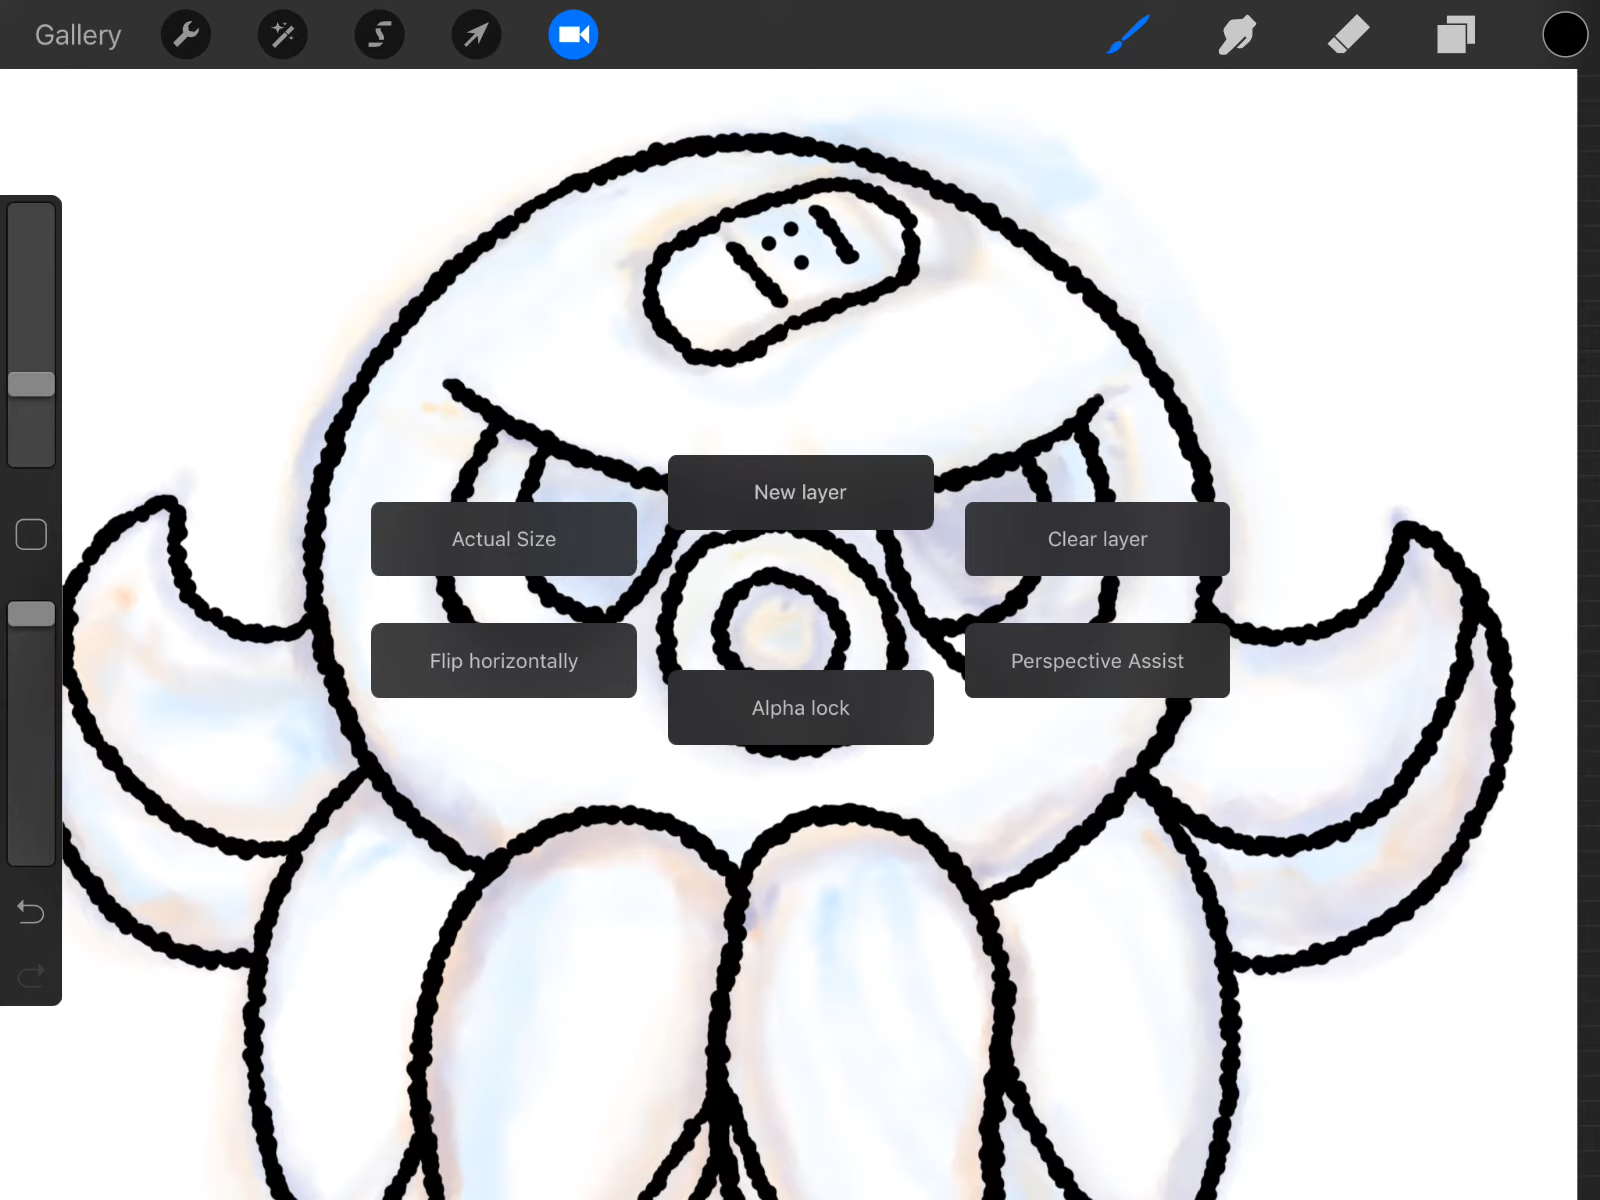 Gallery
New layer
Actual Size
Clear layer
Flip horizontally
Perspective Assist
Alpha lock